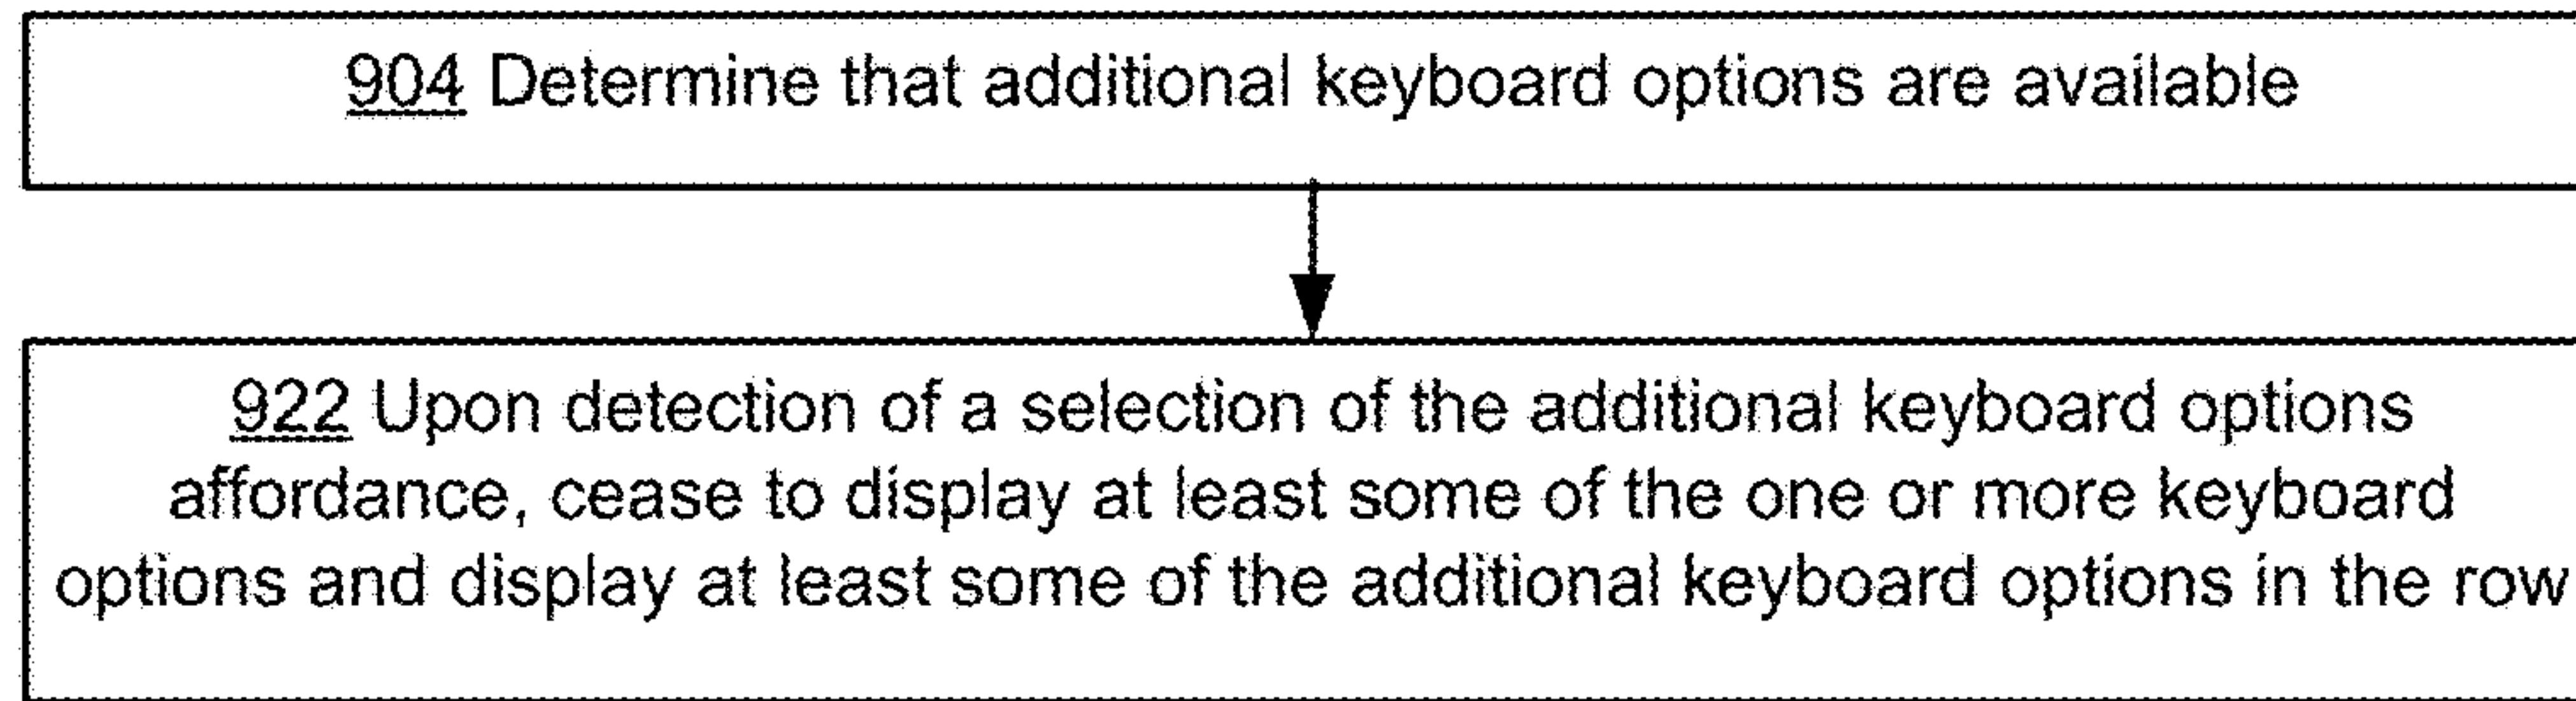 904 Determine that additional keyboard options are available
922 Upon detection of a selection of the additional keyboard options
affordance, cease to display at least some of the one or more keyboard
options and display at least some of the additional keyboard options in the row